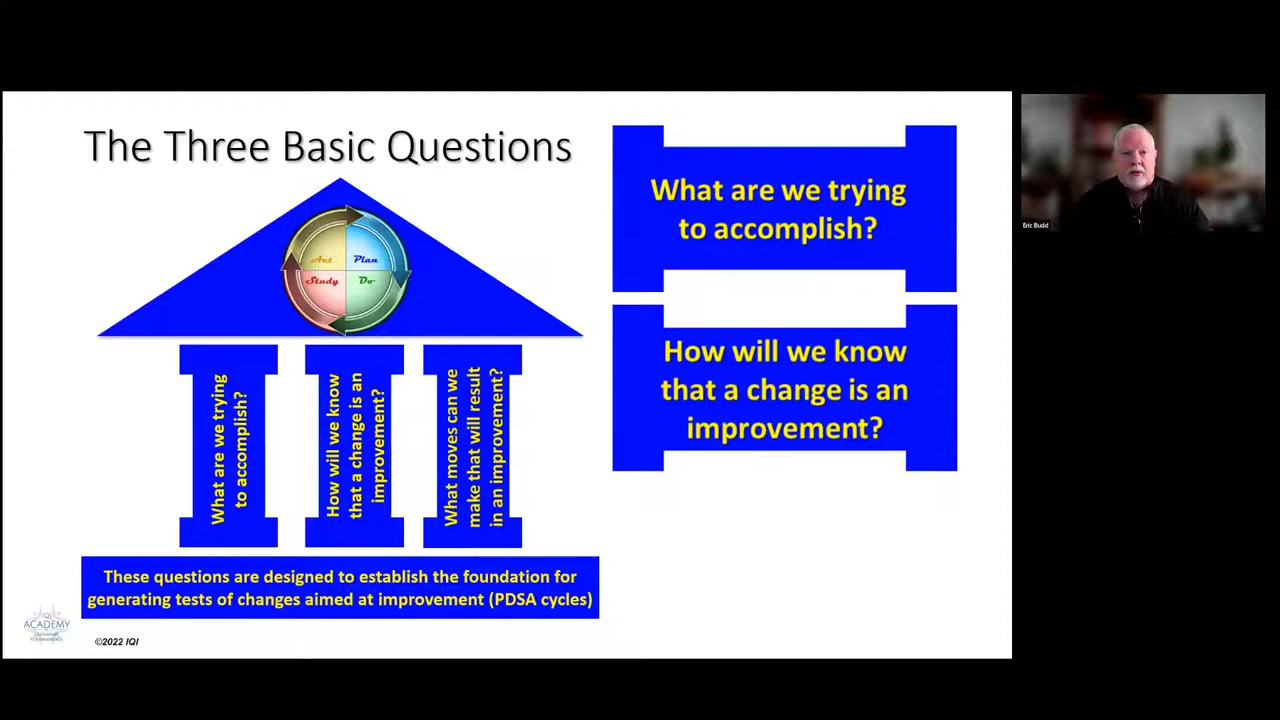 The Three Basic Questions
Act
Plan
Study
Do
What are we trying
to accomplish?
How will we know
that a change is an
improvement?
What moves can we
make that will result
in an improvement?
These questions are designed to establish the foundation for
generating tests of changes aimed at improvement (PDSA cycles)
IQI
ACADEMY
LEADERSHIP
FUNDAMENTALS
©2022 IQI
What are we trying
to accomplish?
How will we know
that a change is an
improvement?
Eric Budd